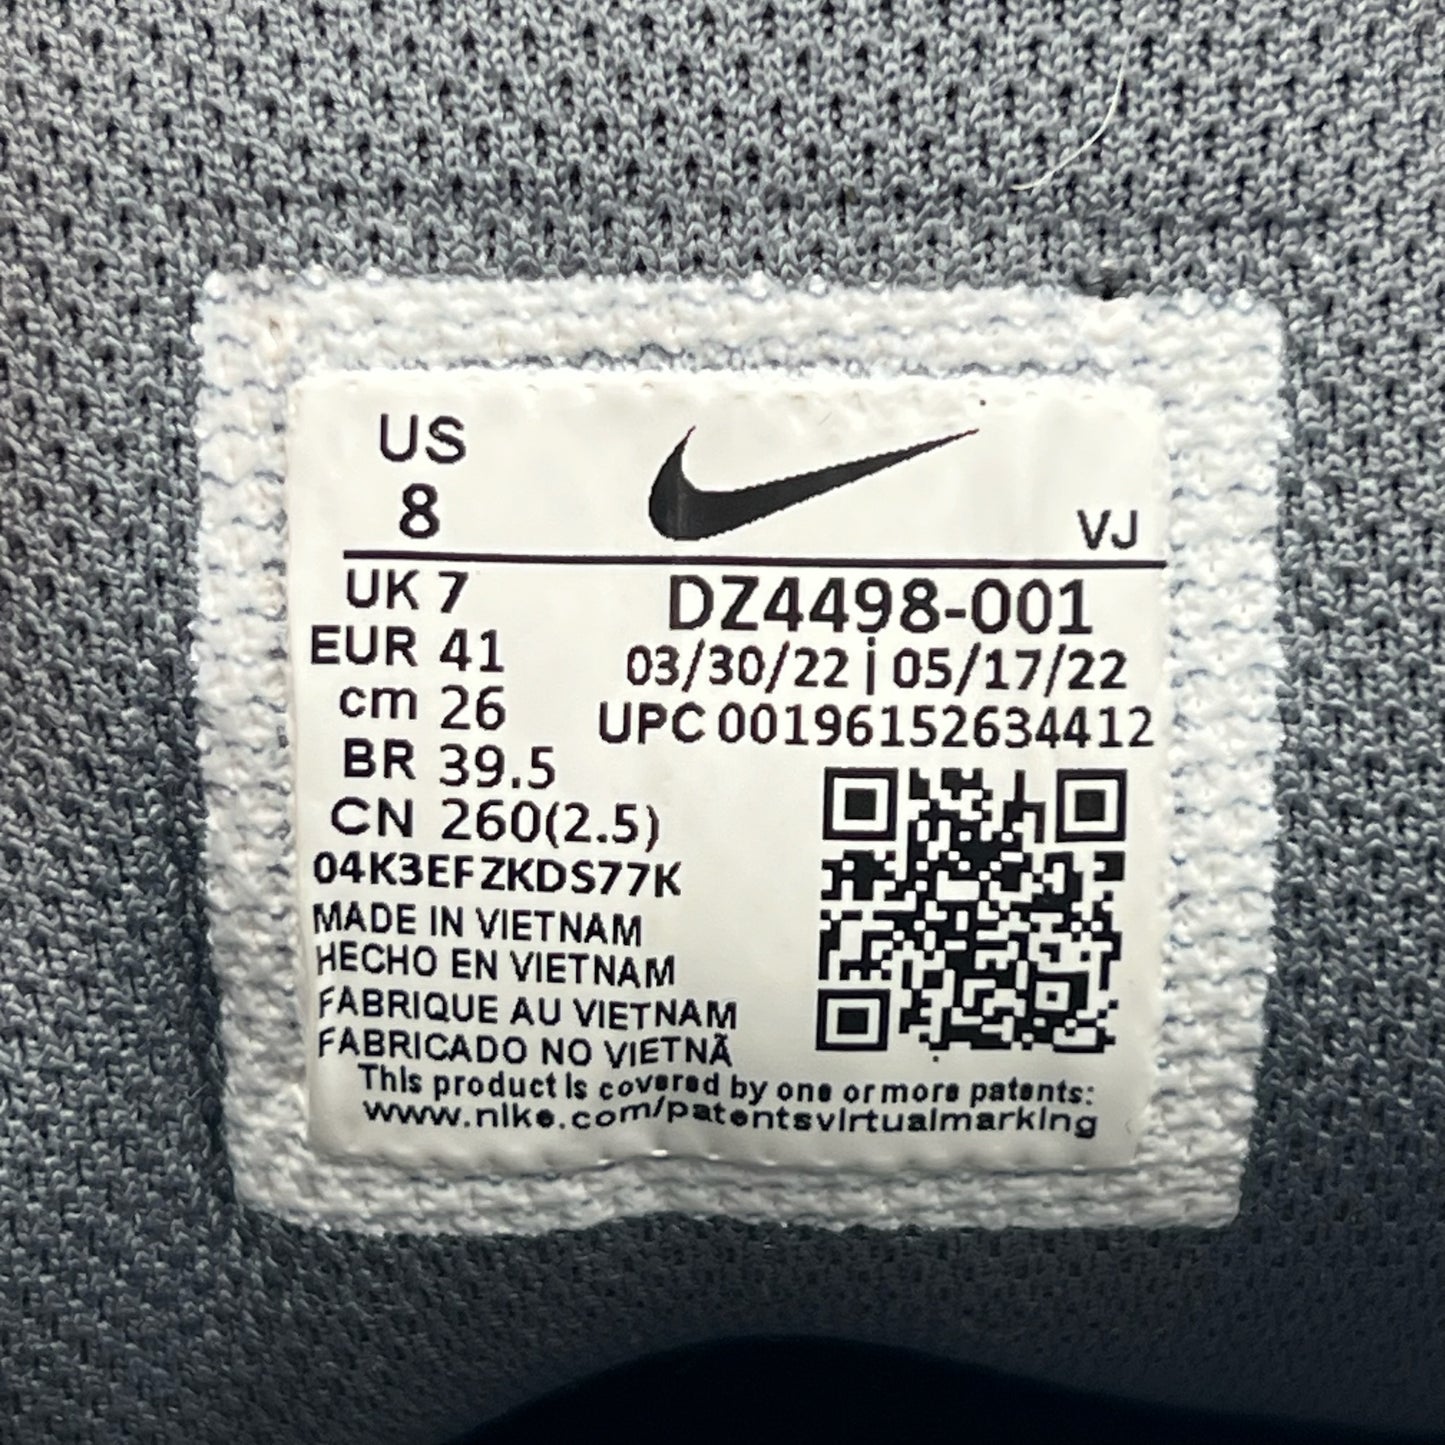 US
8
VJ
UK 7
EUR 41
cm 26
BR 39.5
CN 260(2.5)
04K3EFZKDS77K
MADE IN VIETNAM
HECHO EN VIETNAM
FABRIQUE AU VIETNAM
FABRICADO NO VIETNÃ
DZ4498-001
03/30/22 | 05/17/22
UPC 00196152634412
This product is covered by one or more patents:
www.nike.com/patentsvirtualmarking